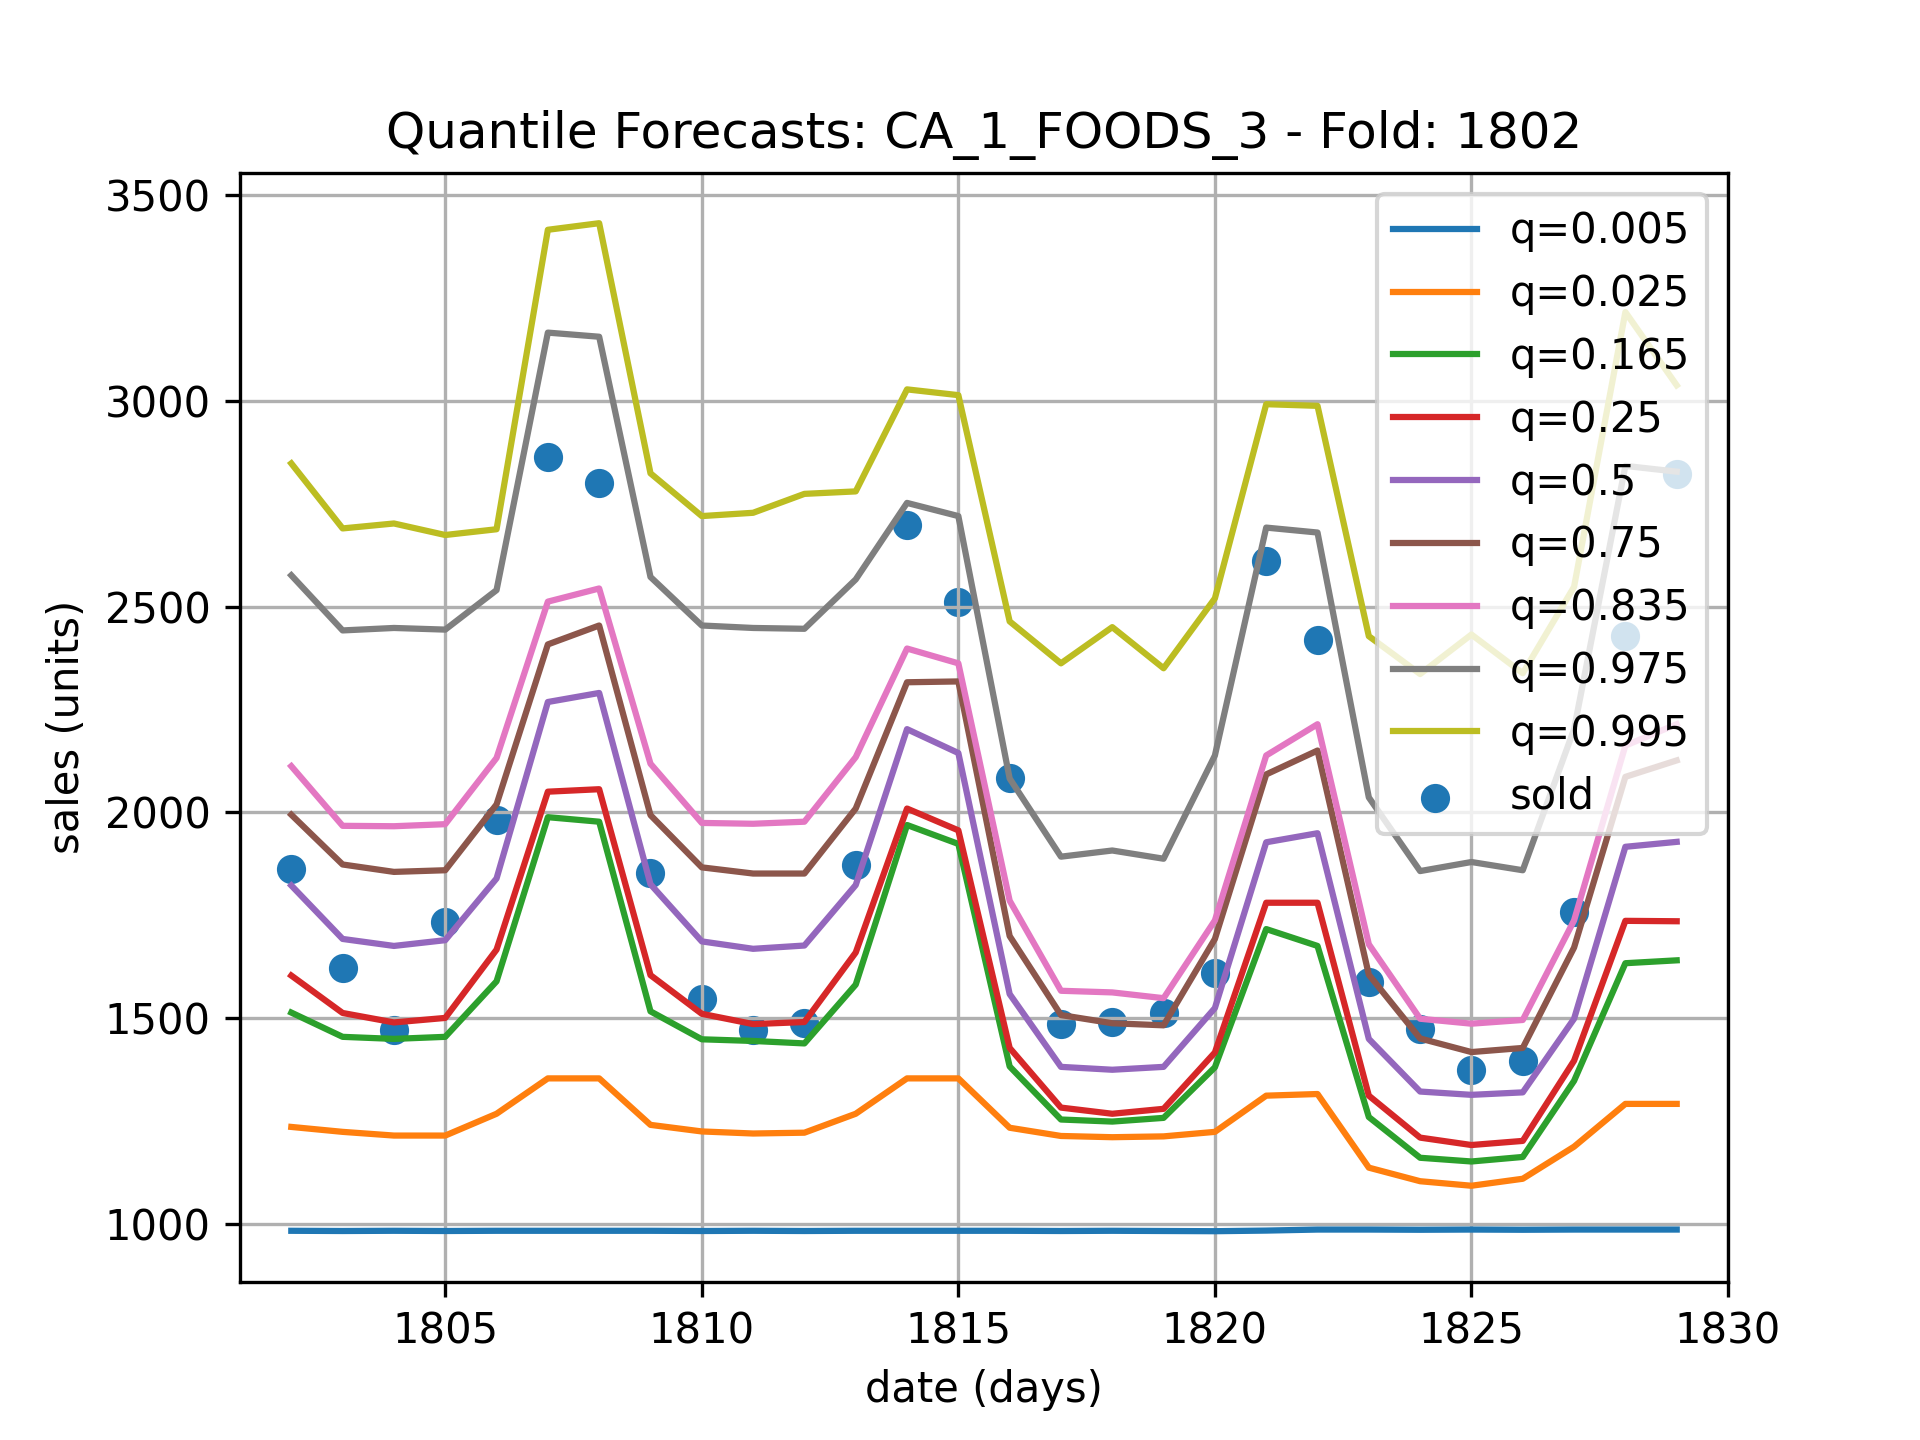 Quantile Forecasts: CA_1_FOODS_3 - Fold: 1802
sales (units)
3500
3000
2500
2000
1500
1000
q=0.005
q=0.025
q=0.165
q=0.25
q=0.5
q=0.75
q=0.835
q=0.975
q=0.995
sold
1805 1810 1815 1820 1825 1830
date (days)